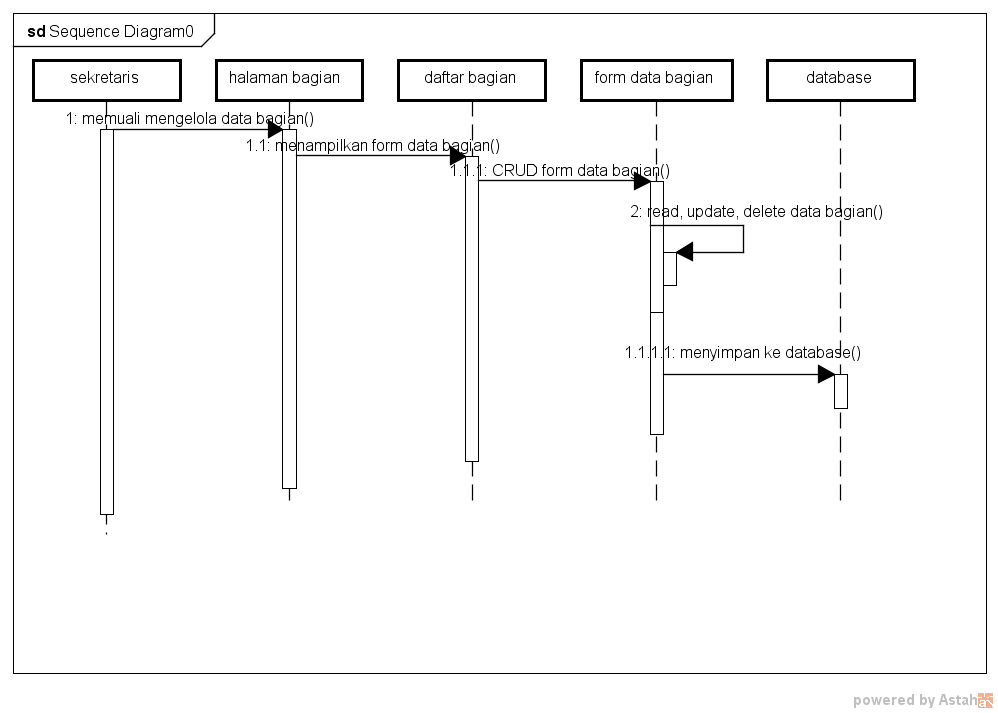 sd Sequence Diagram0
sekretaris
halaman bagian
daftar bagian
form data bagian
database
1: memuali mengelola data bagian()
1.1: menampilkan form data bagian()
1.1.1: CRUD form data bagian()
2: read, update, delete data bagian()
1.1.1.1: menyimpan ke database()
powered by Astah